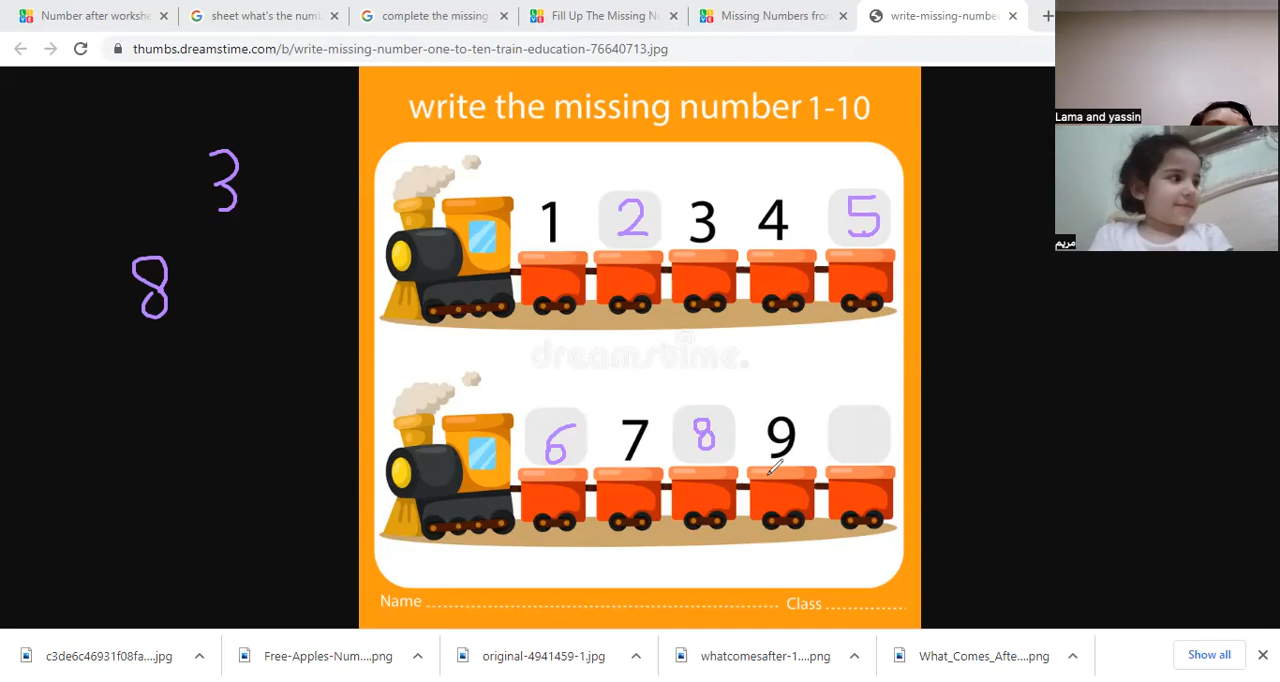 Number after workshe
sheet what's the num
complete the missing
Fill Up The Missing N
Missing Numbers from
write-missing-number
thumbs.dreamstime.com/b/write-missing-number-one-to-ten-train-education-76640713.jpg
Lama and yassin
مريم
3
8
write the missing number 1-10
1 2 3 4 5
dreamstime.
6 7 8 9
Name
Class
c3de6c46931f08fa....jpg
Free-Apples-Num....png
original-4941459-1.jpg
whatcomesafter-1....png
What_Comes_Afte....png
Show all